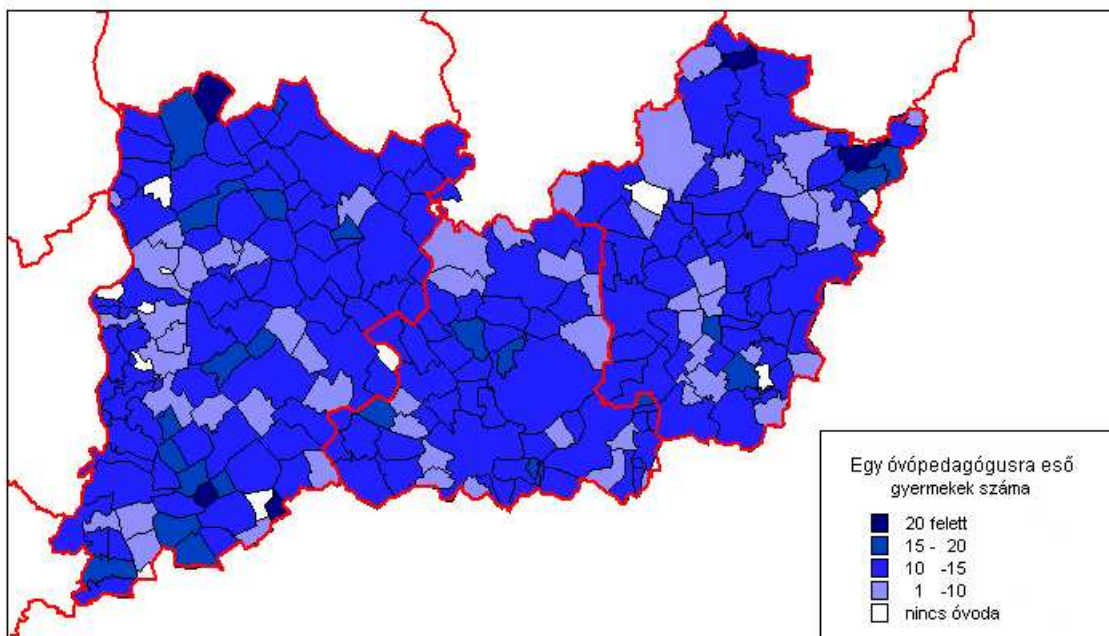 Egy óvópedagógusra eső
gyermekek száma
20 felett
15 - 20
10 -15
1 -10
nincs óvoda